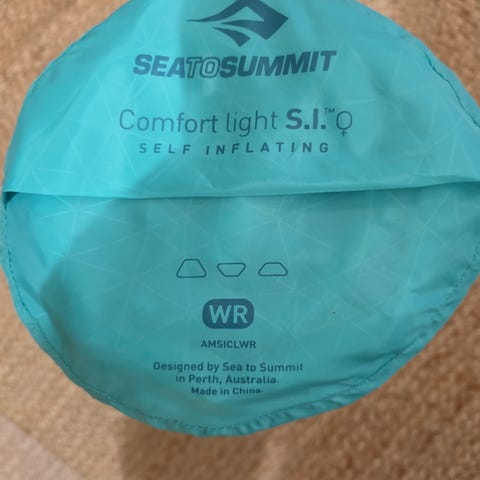 SEATOSUMMIT
Comfort light S.I.™♀
SELF INFLATING
WR
AMSICLWR
Designed by Sea to Summit
in Perth, Australia.
Made in China.